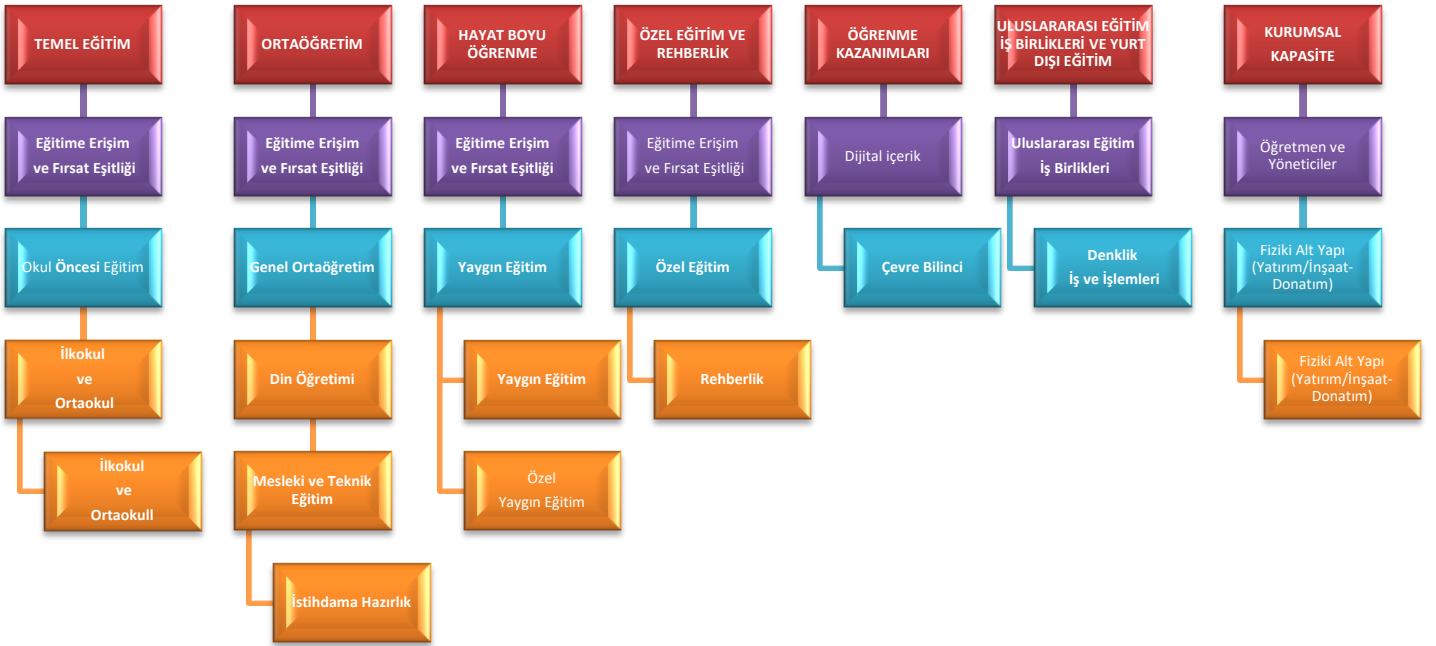 TEMEL EĞİTİM
Eğitime Erişim
ve Fırsat Eşitliği
Okul Öncesi Eğitim
İlkokul
ve
Ortaokul
İlkokul
ve
Ortaokull
ORTAÖĞRETİM
Eğitime Erişim
ve Fırsat Eşitliği
Genel Ortaöğretim
Din Öğretimi
Mesleki ve Teknik
Eğitim
İstihdama Hazırlık
HAYAT BOYU
ÖĞRENME
Eğitime Erişim
ve Fırsat Eşitliği
Yaygın Eğitim
Yaygın Eğitim
Özel
Yaygın Eğitim
ÖZEL EĞİTİM VE
REHBERLİK
Eğitime Erişim
ve Fırsat Eşitliği
Özel Eğitim
Rehberlik
ÖĞRENME
KAZANIMLARI
Dijital içerik
Çevre Bilinci
ULUSLARARASI EĞİTİM
İŞ BİRLİKLERİ VE YURT
DIŞI EĞİTİM
Uluslararası Eğitim
İş Birlikleri
Denklik
İş ve İşlemleri
KURUMSAL
KAPASİTE
Öğretmen ve
Yöneticiler
Fiziki Alt Yapı
(Yatırım/İnşaat-
Donatım)
Fiziki Alt Yapı
(Yatırım/İnşaat-
Donatım)